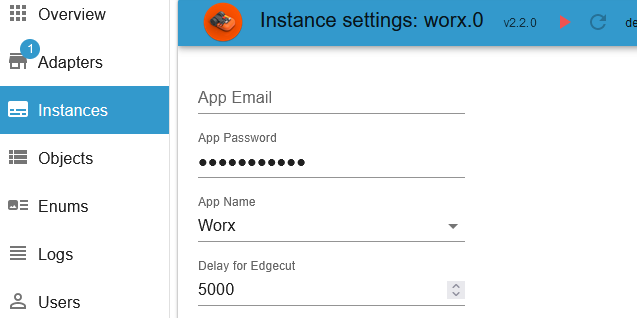 Overview
1
Adapters
Instances
Objects
Enums
Logs
Users
Instance settings: worx.0 v2.2.0 de
App Email
App Password
●●●●●●●●●●●
App Name
Worx
Delay for Edgecut
5000